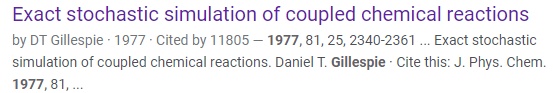 Exact stochastic simulation of coupled chemical reactions
by DT Gillespie · 1977 · Cited by 11805 — 1977, 81, 25, 2340-2361 ... Exact stochastic
simulation of coupled chemical reactions. Daniel T. Gillespie · Cite this: J. Phys. Chem.
1977, 81, ...